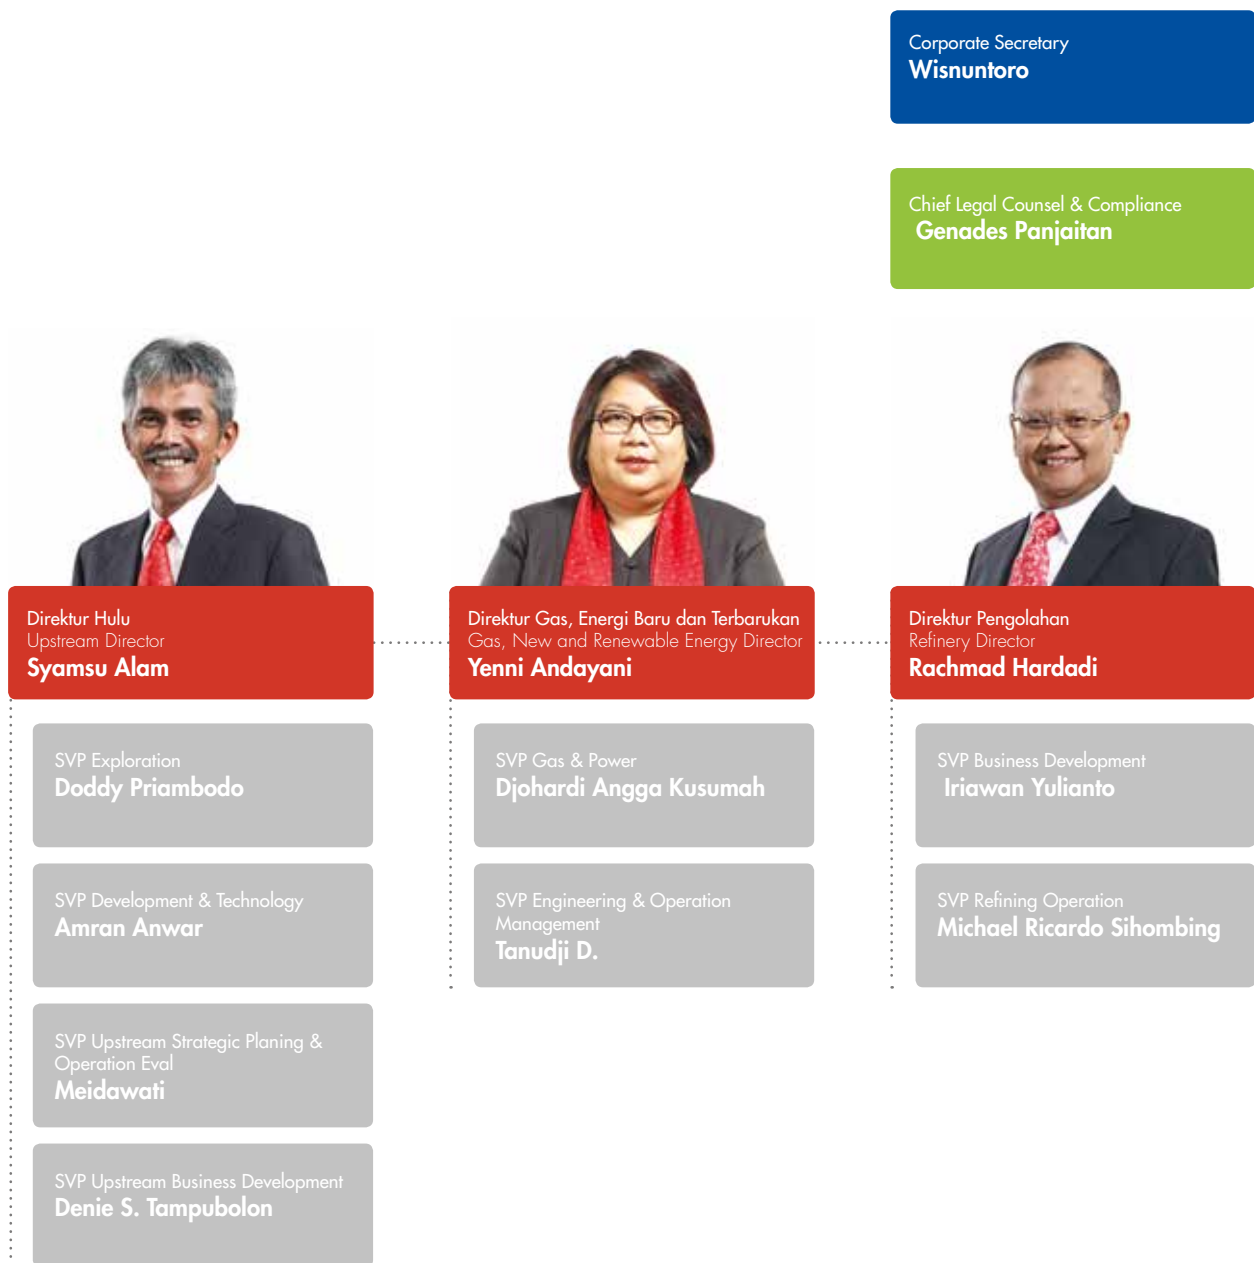 Corporate Secretary
Wisnuntoro
Chief Legal Counsel & Compliance
Genades Panjaitan
Direktur Hulu
Upstream Director
Syamsu Alam
Direktur Gas, Energi Baru dan Terbarukan
Gas, New and Renewable Energy Director
Yenni Andayani
Direktur Pengolahan
Refinery Director
Rachmad Hardadi
SVP Exploration
Doddy Priambodo
SVP Development & Technology
Amran Anwar
SVP Upstream Strategic Planing &
Operation Eval
Meidawati
SVP Upstream Business Development
Denie S. Tampubolon
SVP Gas & Power
Djohardi Angga Kusumah
SVP Engineering & Operation
Management
Tanudji D.
SVP Business Development
Iriawan Yulianto
SVP Refining Operation
Michael Ricardo Sihombing